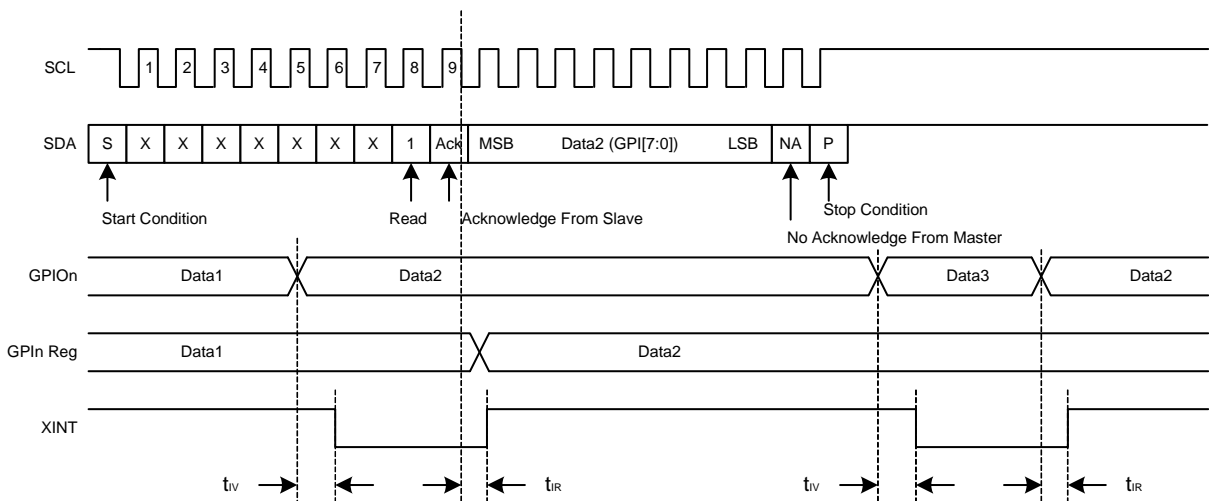 SCL 1 2 3 4 5 6 7 8 9
SDA S X X X X X X X 1 Ack MSB Data2 (GPI[7:0]) LSB NA P
Start Condition Read Acknowledge From Slave Stop Condition
No Acknowledge From Master
GPIOn Data1 Data2 Data3 Data2
GPIn Reg Data1 Data2
XINT
tIV tIR tIV tIR